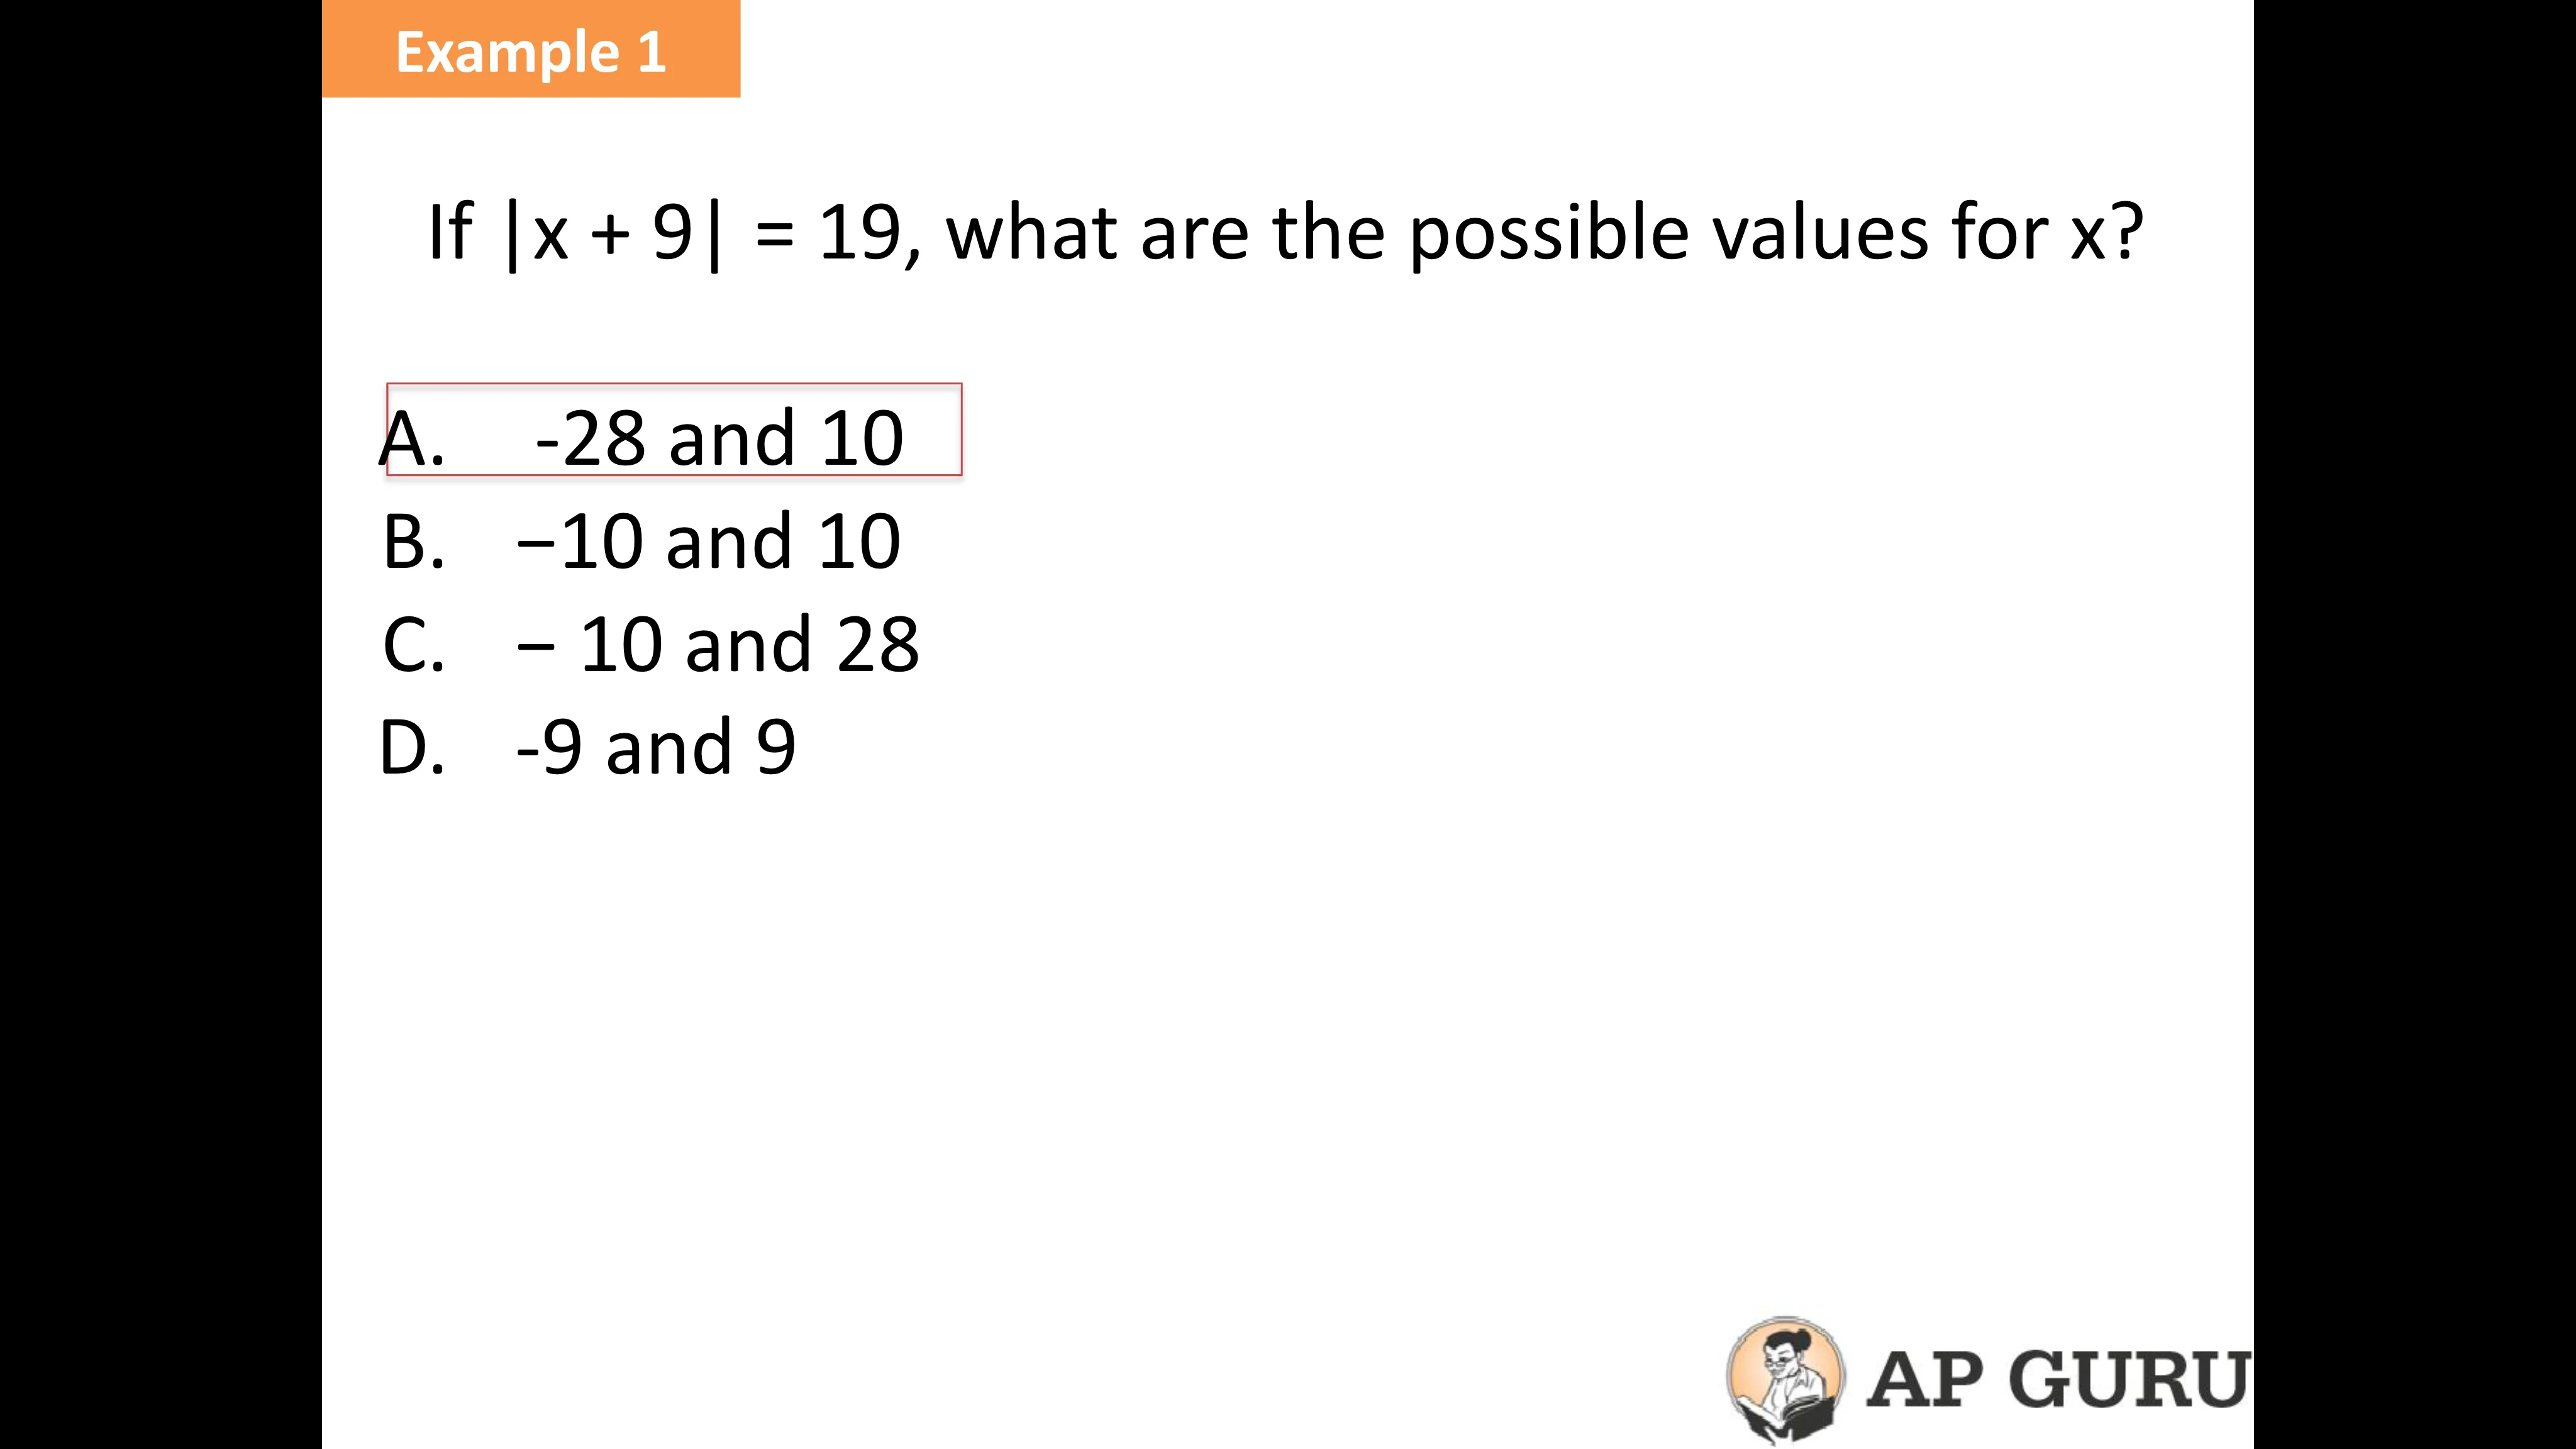 Example 1
If |x + 9| = 19, what are the possible values for x?
A. -28 and 10
B. −10 and 10
C. − 10 and 28
D. -9 and 9
AP GURU